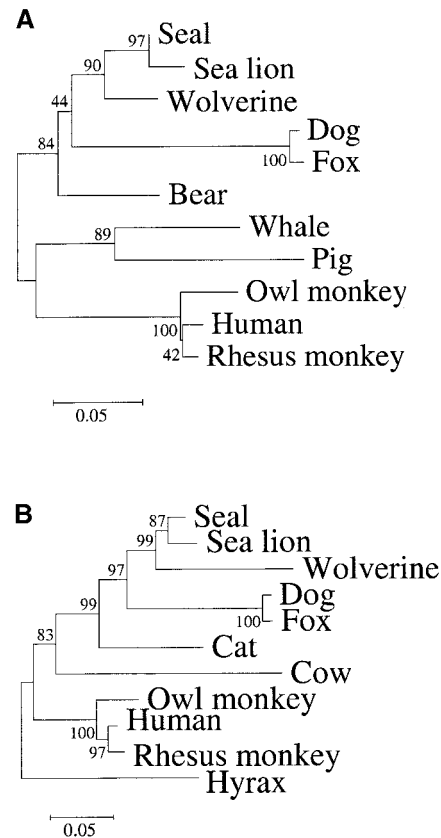 A
97 Seal
Sea lion
90
Wolverine
44
Dog
100 Fox
84
Bear
Whale
89
Pig
Owl monkey
100 Human
42 Rhesus monkey
0.05
B
87 Seal
99 Sea lion
Wolverine
97
Dog
100 Fox
99
Cat
83
Cow
Owl monkey
100 Human
97 Rhesus monkey
Hyrax
0.05